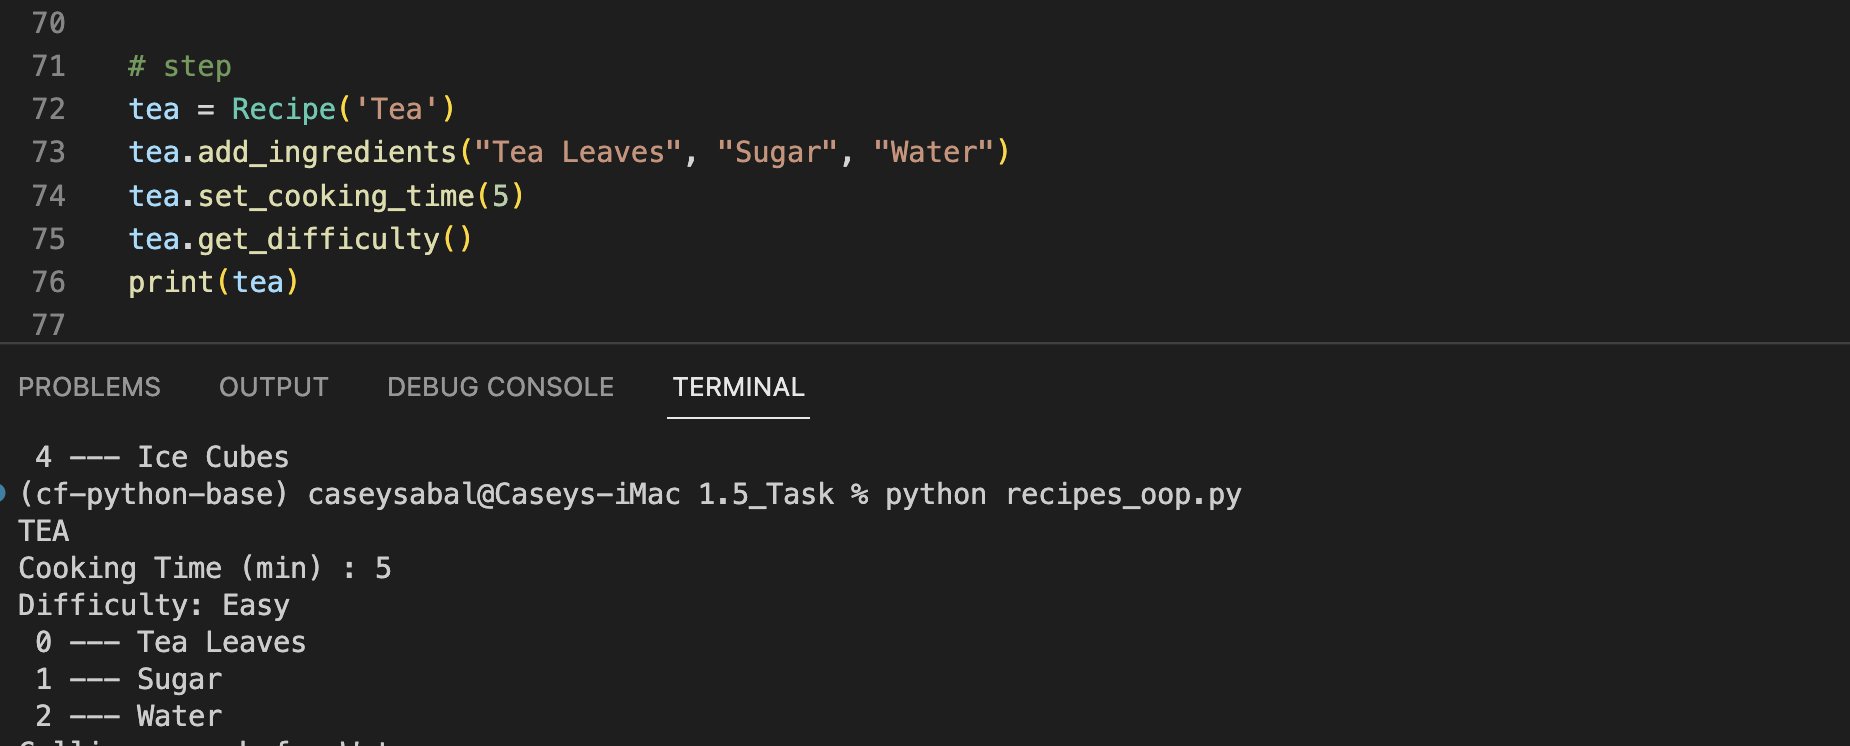 70
71 # step
72 tea = Recipe('Tea')
73 tea.add_ingredients("Tea Leaves", "Sugar", "Water")
74 tea.set_cooking_time(5)
75 tea.get_difficulty()
76 print(tea)
77
PROBLEMS OUTPUT DEBUG CONSOLE TERMINAL
4 --- Ice Cubes
(cf-python-base) caseysabal@Caseys-iMac 1.5_Task % python recipes_oop.py
TEA
Cooking Time (min) : 5
Difficulty: Easy
0 --- Tea Leaves
1 --- Sugar
2 --- Water